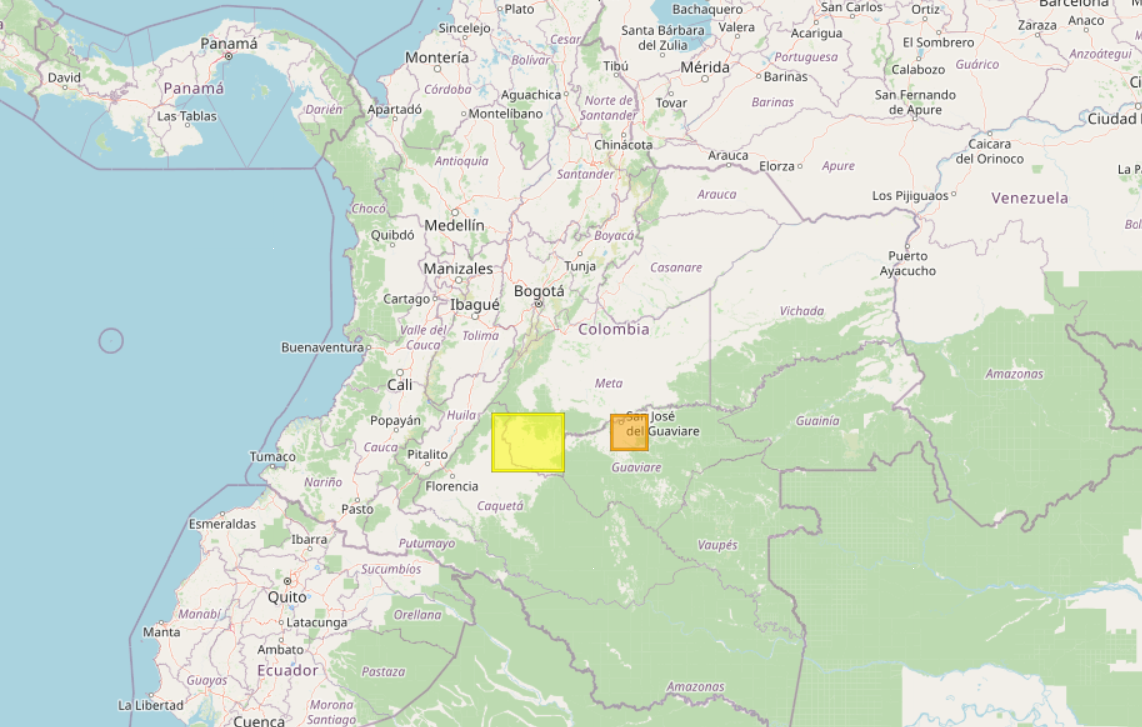 Plato
Bachaquero
San Carlos
Ortiz
Barcelona
Sincelejo
Cesar
Santa Bárbara
del Zulia
Valera
Acarigua
Zaraza
Anaco
Panamá
Montería
Bolívar
Tibú
Mérida
Portuguesa
El Sombrero
Calabozo
Guárico
Anzoátegui
David
Panamá
Córdoba
Aguachica
Barinas
Las Tablas
Darién
Apartadó
Montelíbano
Norte de
Santander
Tovar
Barinas
San Fernando
de Apure
Ciudad
Chinácota
Caicara
del Orinoco
Antioquia
Santander
Arauca
Elorza
Apure
Arauca
Los Pijiguaos
Venezuela
Chocó
Medellín
Quibdó
Boyacá
Tunja
Casanare
Puerto
Ayacucho
Manizales
Bogotá
Cartago
Ibagué
Valle del
Cauca
Tolima
Colombia
Vichada
Buenaventura
Cali
Meta
Amazonas
Popayán
Huila
San José
del Guaviare
Guainía
Cauca
Pitalito
Guaviare
Tumaco
Nariño
Florencia
Caquetá
Pasto
Esmeraldas
Ibarra
Putumayo
Vaupés
Sucumbíos
Quito
Manabí
Latacunga
Orellana
Manta
Ambato
Ecuador
Pastaza
Guayas
Amazonas
La Libertad
Morona
Santiago
Cuenca